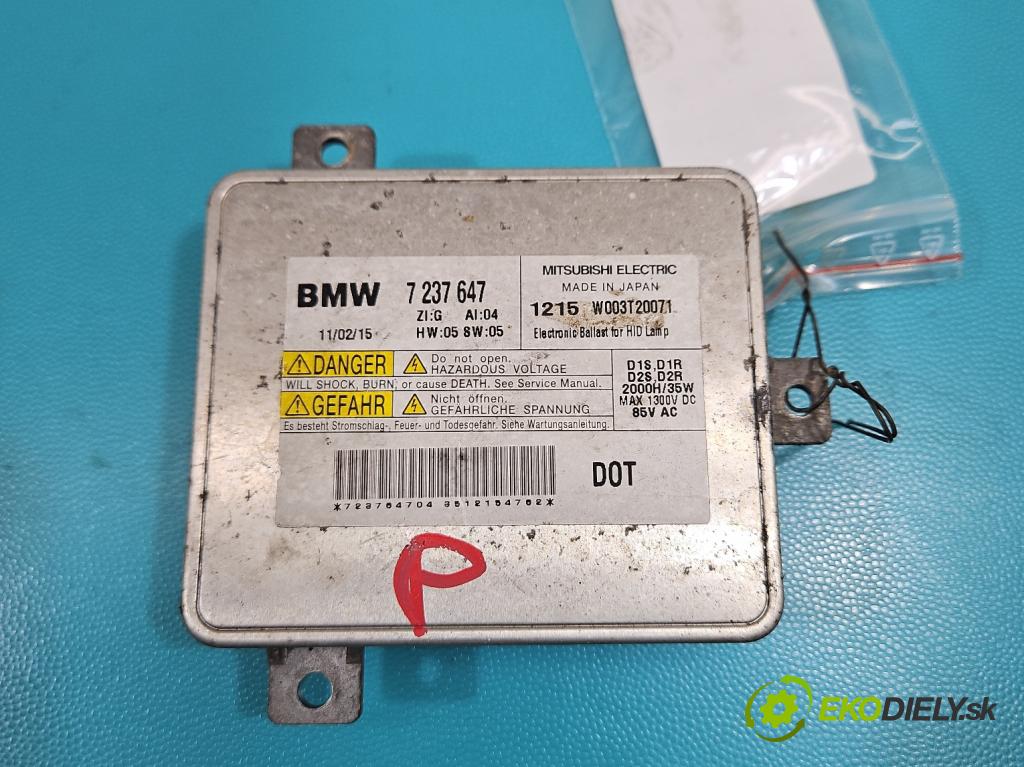 BMW 7 237 647
ZI:G AI:04
11/02/15 HW:05 SW:05
MITSUBISHI ELECTRIC
MADE IN JAPAN
1215 W003T20071
Electronic Ballast for HID Lamp
DANGER Do not open. HAZARDOUS VOLTAGE
WILL SHOCK, BURN, or cause DEATH. See Service Manual.
GEFAHR Nicht öffnen. GEFÄHRLICHE SPANNUNG
Es besteht Stromschlag-, Feuer- und Todesgefahr. Siehe Wartungsanleitung.
D1S,D1R
D2S,D2R
2000H/35W
MAX 1300V DC
85V AC
*723764704 3512154762*
DOT
P
EKODIELY.sk